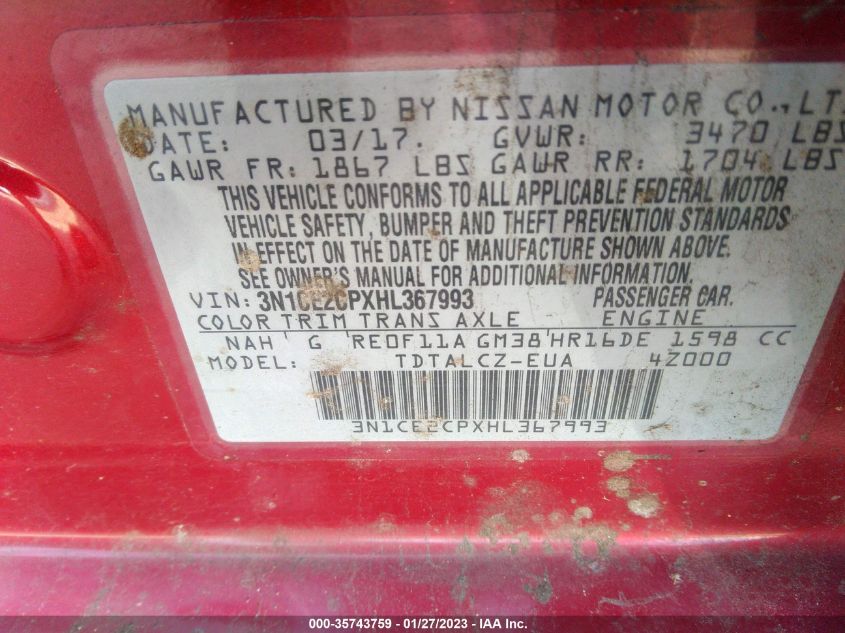 MANUFACTURED BY NISSAN MOTOR CO., LT
DATE: 03/17. GVWR: 3470 LBS
GAWR FR: 1867 LBS GAWR RR: 1704 LBS
THIS VEHICLE CONFORMS TO ALL APPLICABLE FEDERAL MOTOR
VEHICLE SAFETY, BUMPER AND THEFT PREVENTION STANDARDS
IN EFFECT ON THE DATE OF MANUFACTURE SHOWN ABOVE.
SEE OWNER'S MANUAL FOR ADDITIONAL INFORMATION.
VIN: 3N1CE2CPXHL367993 PASSENGER CAR.
COLOR TRIM TRANS AXLE ENGINE
NAH ' G 'RE0F11A GM38'HR16DE 1598 CC
MODEL: TDTALCZ-EUA 4Z000
3N1CE2CPXHL367993
000-35743759 — 01/27/2023 — IAA Inc.